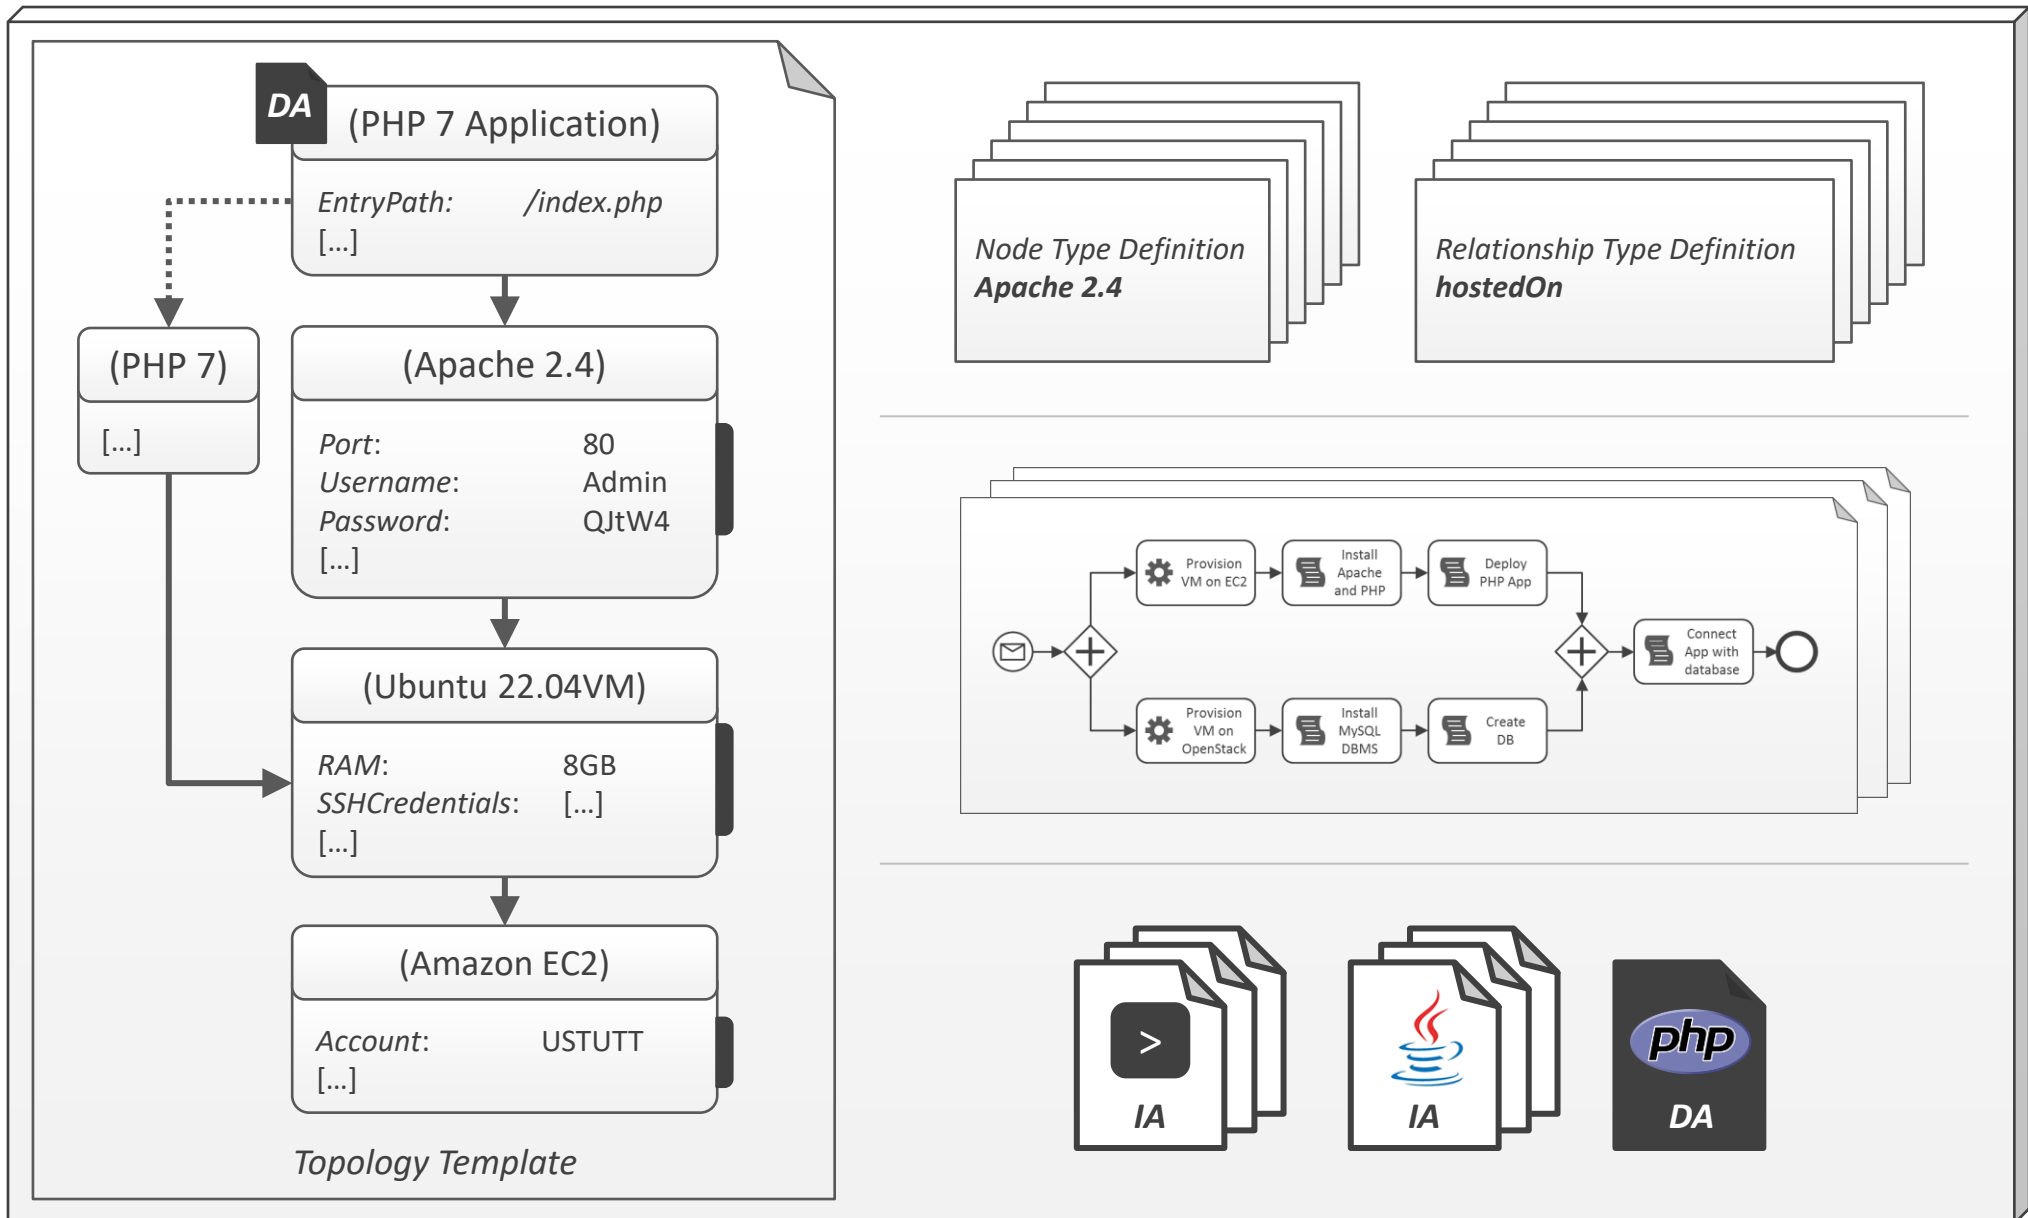 DA
(PHP 7 Application)
EntryPath: /index.php
[...]
(PHP 7)
[...]
(Apache 2.4)
Port: 80
Username: Admin
Password: QJtW4
[...]
(Ubuntu 22.04VM)
RAM: 8GB
SSHCredentials: [...]
[...]
(Amazon EC2)
Account: USTUTT
[...]
Topology Template
Node Type Definition
Apache 2.4
Relationship Type Definition
hostedOn
Provision
VM on EC2
Install
Apache
and PHP
Deploy
PHP App
Connect
App with
database
Provision
VM on
OpenStack
Install
MySQL
DBMS
Create
DB
>
IA
IA
php
DA